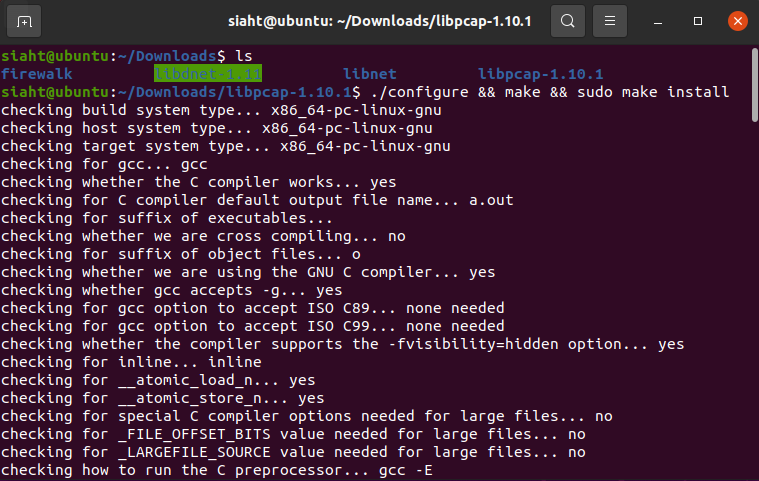 siaht@ubuntu: ~/Downloads/libpcap-1.10.1
siaht@ubuntu:~/Downloads$ ls
firewalk libdnet-1.11 libnet libpcap-1.10.1
siaht@ubuntu:~/Downloads/libpcap-1.10.1$ ./configure && make && sudo make install
checking build system type... x86_64-pc-linux-gnu
checking host system type... x86_64-pc-linux-gnu
checking target system type... x86_64-pc-linux-gnu
checking for gcc... gcc
checking whether the C compiler works... yes
checking for C compiler default output file name... a.out
checking for suffix of executables...
checking whether we are cross compiling... no
checking for suffix of object files... o
checking whether we are using the GNU C compiler... yes
checking whether gcc accepts -g... yes
checking for gcc option to accept ISO C89... none needed
checking for gcc option to accept ISO C99... none needed
checking whether the compiler supports the -fvisibility=hidden option... yes
checking for inline... inline
checking for __atomic_load_n... yes
checking for __atomic_store_n... yes
checking for special C compiler options needed for large files... no
checking for _FILE_OFFSET_BITS value needed for large files... no
checking for _LARGEFILE_SOURCE value needed for large files... no
checking how to run the C preprocessor... gcc -E